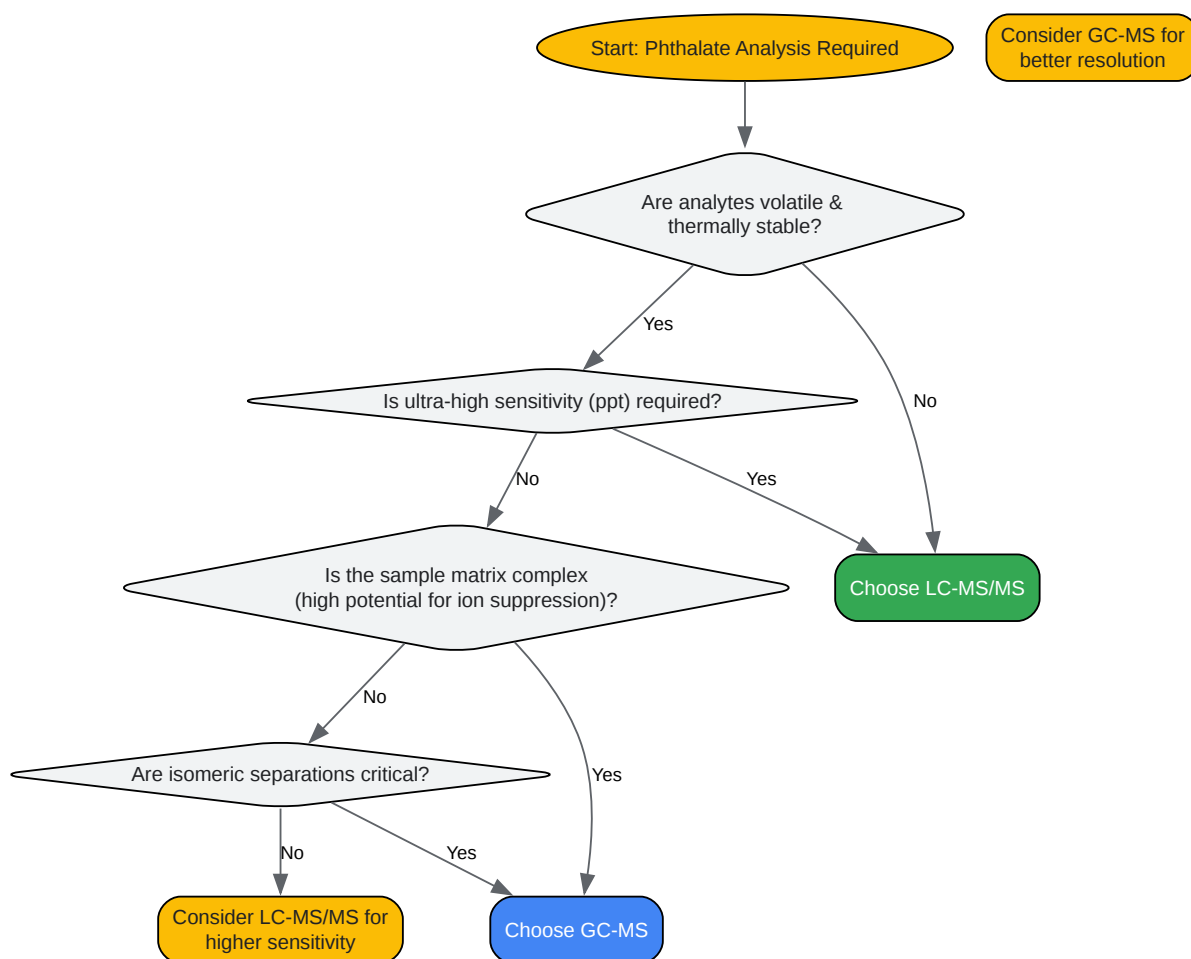 Start: Phthalate Analysis Required
Consider GC-MS for
better resolution
Are analytes volatile &
thermally stable?
Yes
No
Is ultra-high sensitivity (ppt) required?
No
Yes
Is the sample matrix complex
(high potential for ion suppression)?
Choose LC-MS/MS
No
Yes
Are isomeric separations critical?
No
Yes
Consider LC-MS/MS for
higher sensitivity
Choose GC-MS